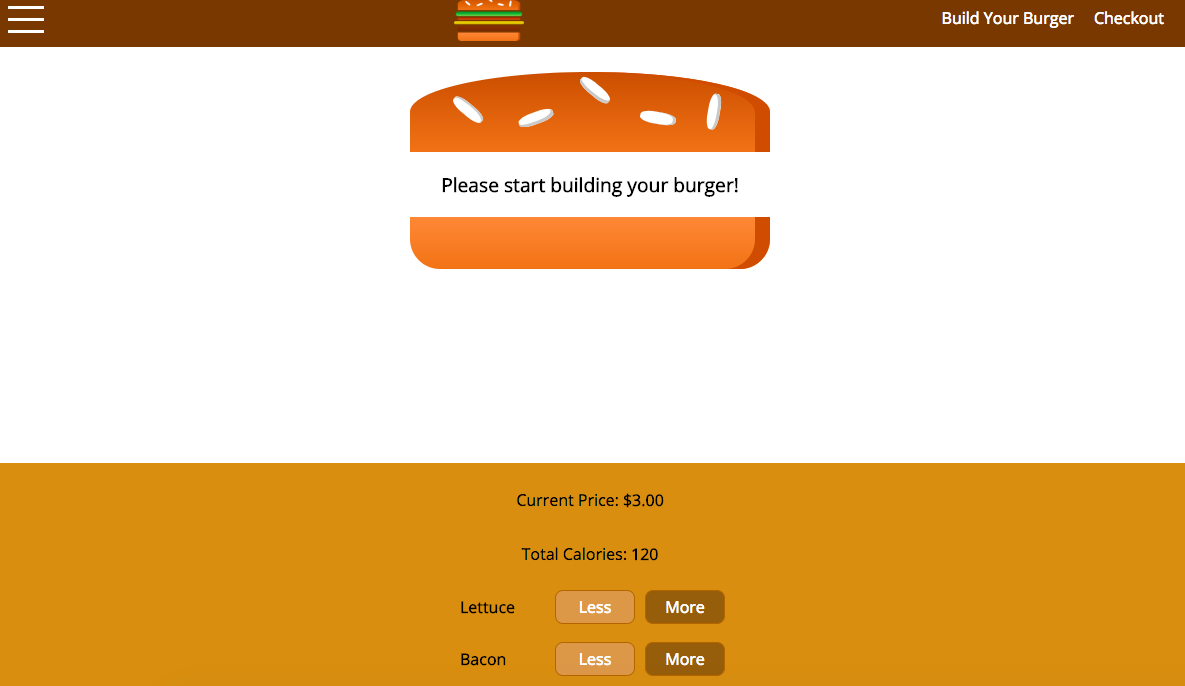 Build Your Burger Checkout
Please start building your burger!
Current Price: $3.00
Total Calories: 120
Lettuce Less More
Bacon Less More